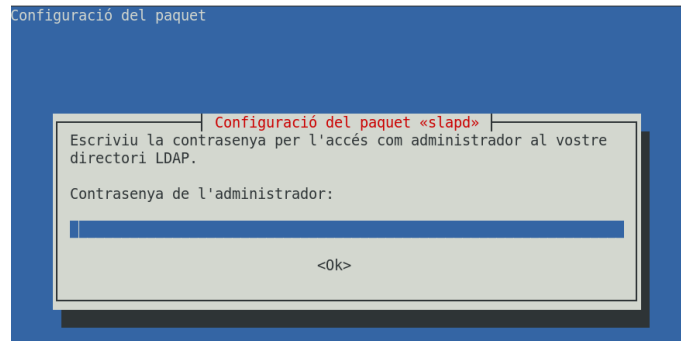 Configuració del paquet
Configuració del paquet «slapd»
Escriviu la contrasenya per l'accés com administrador al vostre
directori LDAP.
Contrasenya de l'administrador:
<Ok>